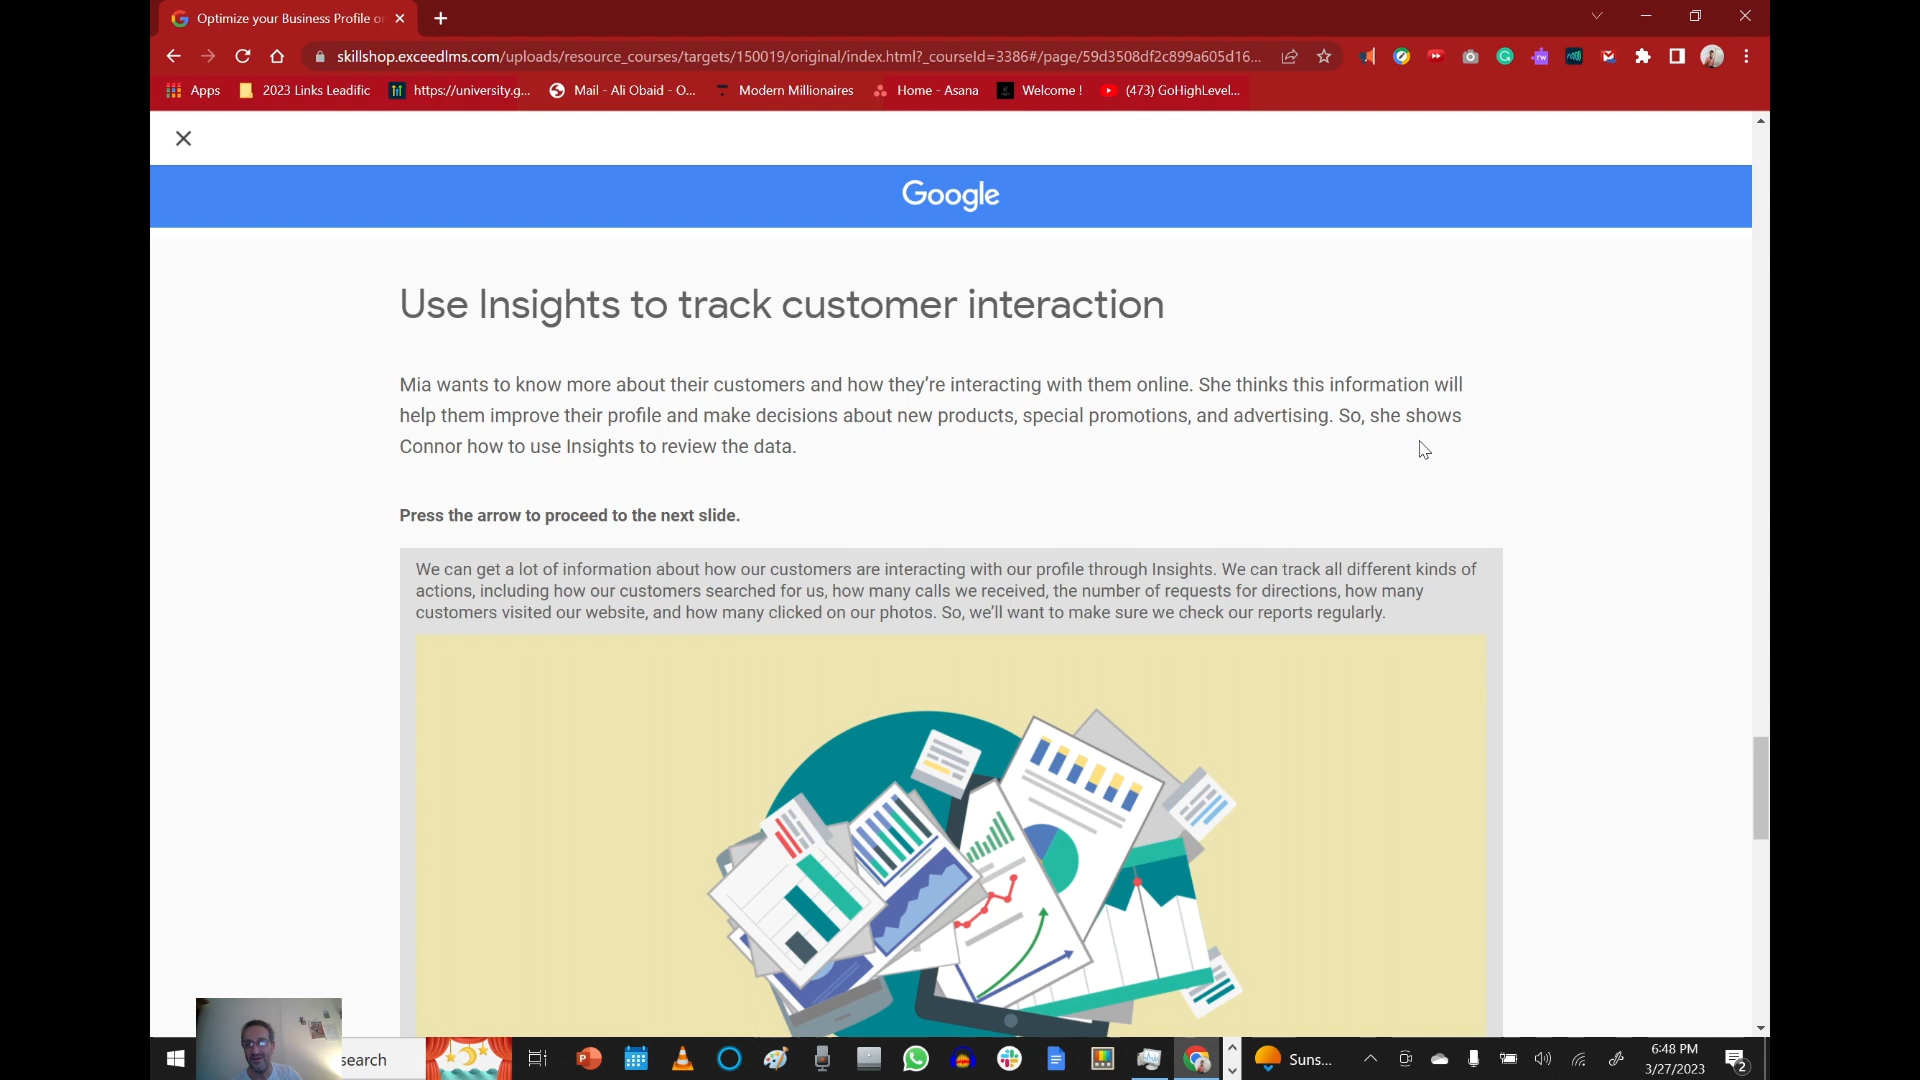 Optimize your Business Profile or
skillshop.exceedlms.com/uploads/resource_courses/targets/150019/original/index.html?_courseId=3386#/page/59d3508df2c899a605d16...
Apps 2023 Links Leadific https://university.g... Mail - Ali Obaid - O... Modern Millionaires Home - Asana Welcome ! (473) GoHighLevel...
Google
Use Insights to track customer interaction
Mia wants to know more about their customers and how they’re interacting with them online. She thinks this information will
help them improve their profile and make decisions about new products, special promotions, and advertising. So, she shows
Connor how to use Insights to review the data.
Press the arrow to proceed to the next slide.
We can get a lot of information about how our customers are interacting with our profile through Insights. We can track all different kinds of
actions, including how our customers searched for us, how many calls we received, the number of requests for directions, how many
customers visited our website, and how many clicked on our photos. So, we’ll want to make sure we check our reports regularly.
search
Suns...
6:48 PM
3/27/2023
2